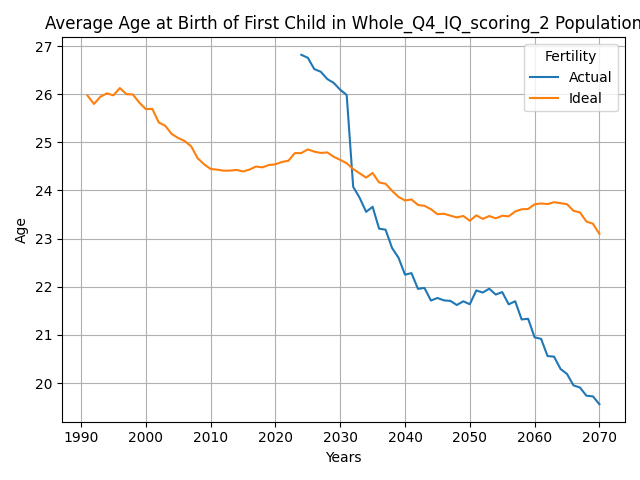 Average Age at Birth of First Child in Whole_Q4_IQ_scoring_2 Population
Fertility
Actual
Ideal
27
26
25
24
23
22
21
20
Age
1990 2000 2010 2020 2030 2040 2050 2060 2070
Years